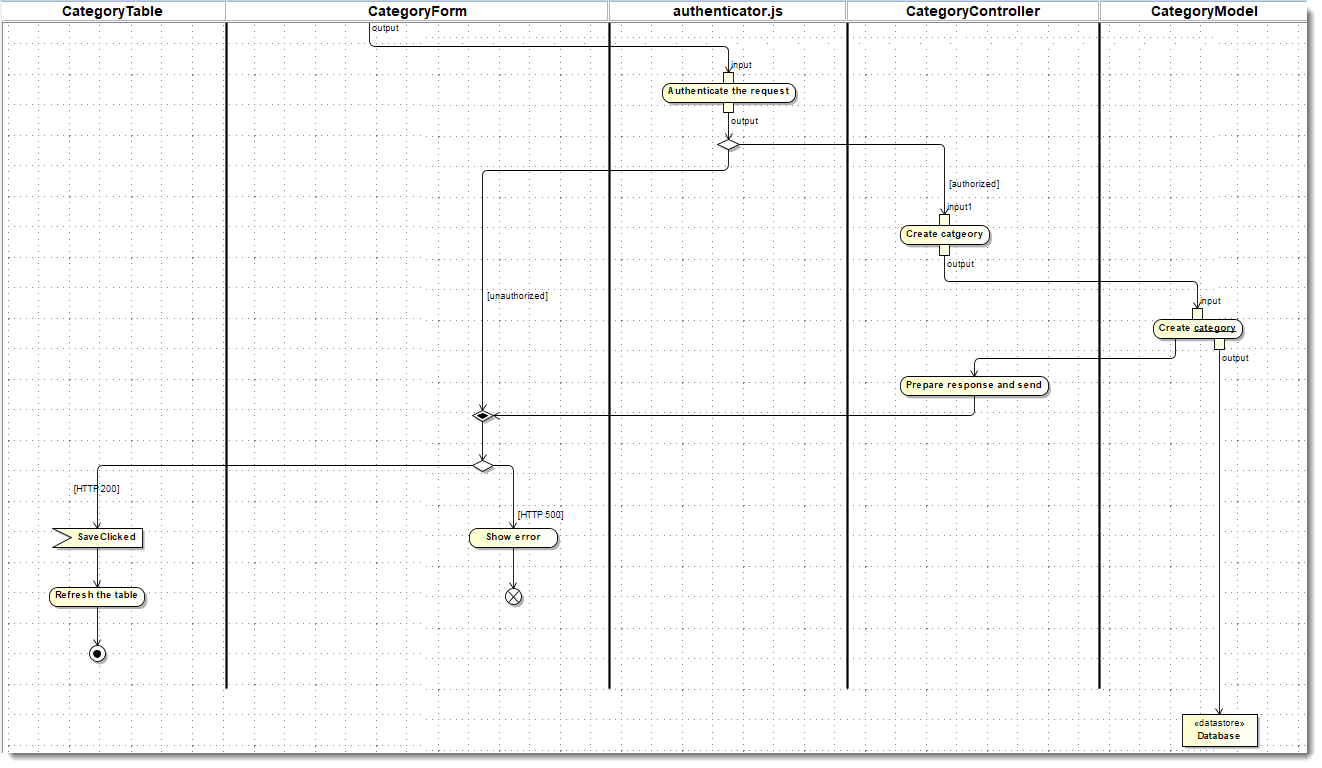 CategoryTable
CategoryForm
authenticator.js
CategoryController
CategoryModel
output
input
Authenticate the request
output
[authorized]
input1
Create catgeory
output
[unauthorized]
input
Create category
output
Prepare response and send
[HTTP 200]
[HTTP 500]
SaveClicked
Show error
Refresh the table
«datastore»
Database